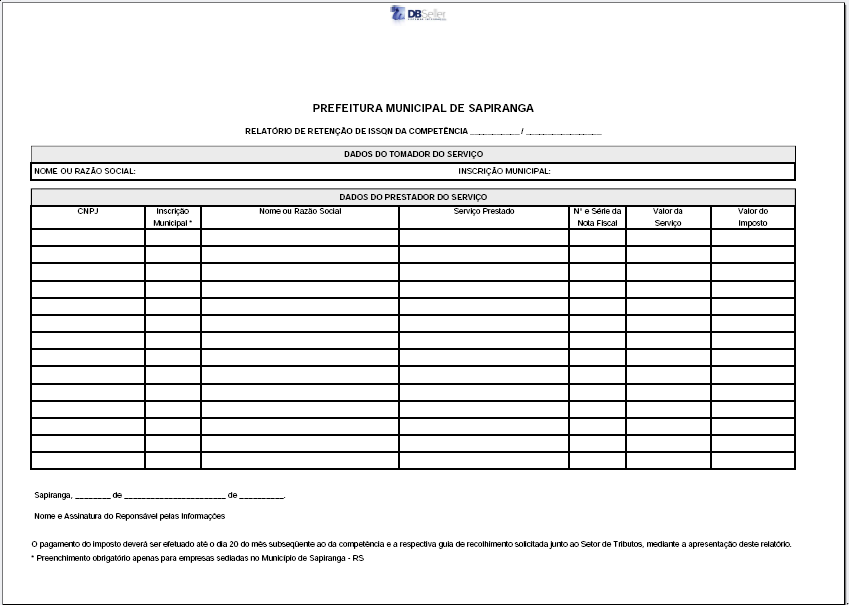 DBSeller
PREFEITURA MUNICIPAL DE SAPIRANGA
RELATÓRIO DE RETENÇÃO DE ISSQN DA COMPETÊNCIA __________ / _______________
DADOS DO TOMADOR DO SERVIÇO
NOME OU RAZÃO SOCIAL: INSCRIÇÃO MUNICIPAL:
DADOS DO PRESTADOR DO SERVIÇO
CNPJ Inscrição Nome ou Razão Social Serviço Prestado N° e Série da Valor da Valor do
Municipal * Nota Fiscal Serviço Imposto
Sapiranga, ________ de _______________________ de __________.
Nome e Assinatura do Reponsável pelas Informações
O pagamento do imposto deverá ser efetuado até o dia 20 do mês subseqüente ao da competência e a respectiva guia de recolhimento solicitada junto ao Setor de Tributos, mediante a apresentação deste relatório.
* Preenchimento obrigatório apenas para empresas sediadas no Município de Sapiranga - RS